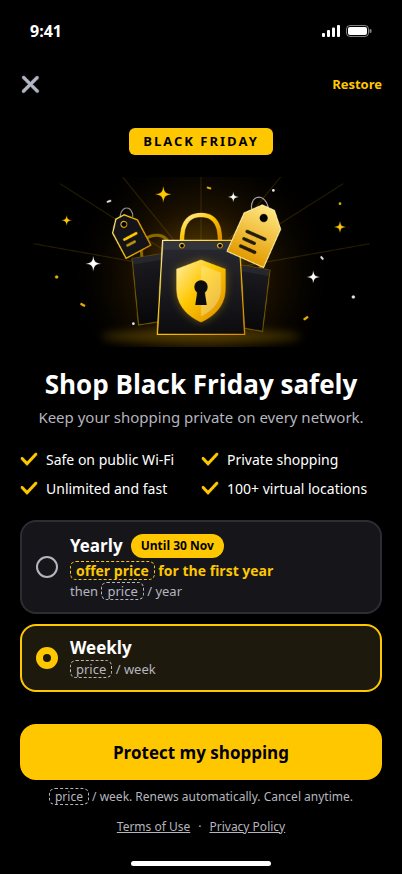 9:41
Restore
BLACK FRIDAY
Shop Black Friday safely
Keep your shopping private on every network.
Safe on public Wi-Fi
Private shopping
Unlimited and fast
100+ virtual locations
Yearly Until 30 Nov
offer price for the first year
then price / year
Weekly
price / week
Protect my shopping
price / week. Renews automatically. Cancel anytime.
Terms of Use · Privacy Policy